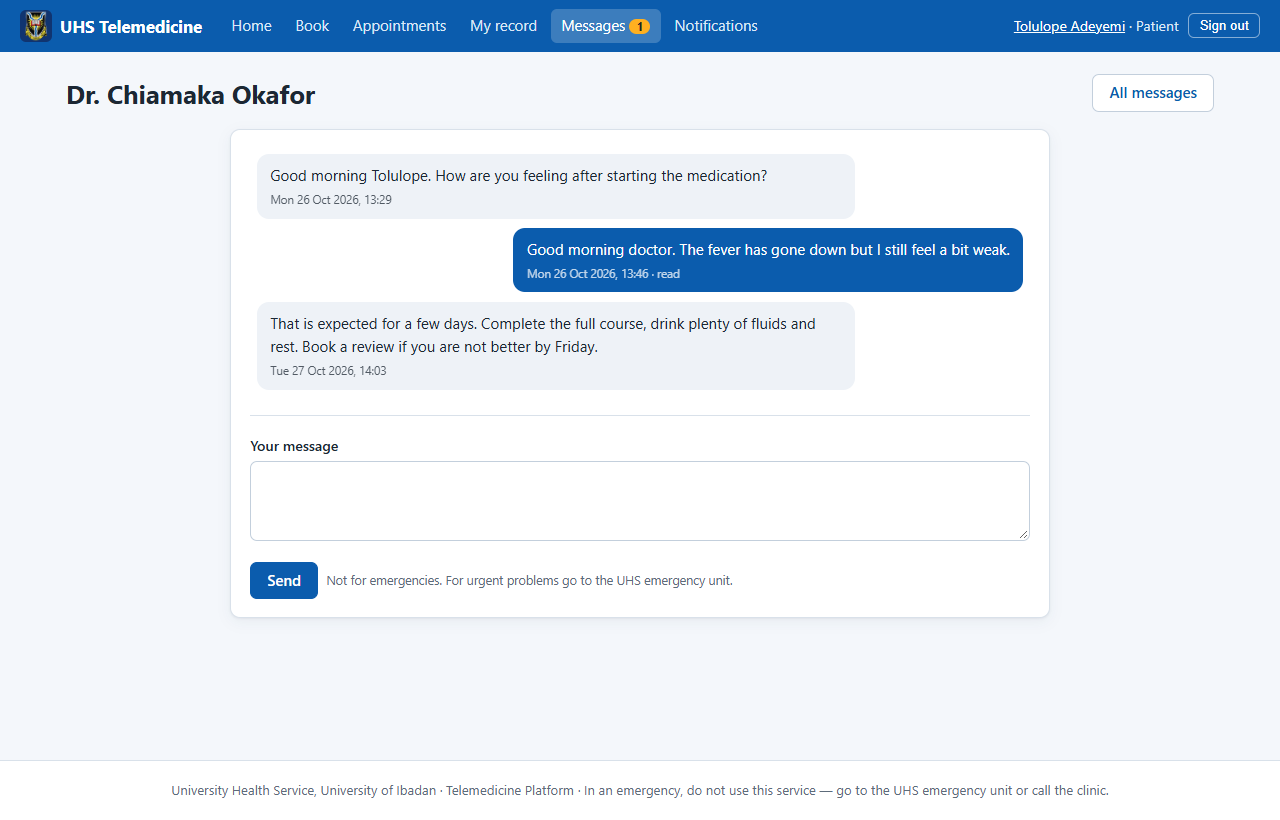 UHS Telemedicine Home Book Appointments My record Messages 1 Notifications Tolulope Adeyemi · Patient Sign out
Dr. Chiamaka Okafor
All messages
Good morning Tolulope. How are you feeling after starting the medication?
Mon 26 Oct 2026, 13:29
Good morning doctor. The fever has gone down but I still feel a bit weak.
Mon 26 Oct 2026, 13:46 · read
That is expected for a few days. Complete the full course, drink plenty of fluids and
rest. Book a review if you are not better by Friday.
Tue 27 Oct 2026, 14:03
Your message
Send Not for emergencies. For urgent problems go to the UHS emergency unit.
University Health Service, University of Ibadan · Telemedicine Platform · In an emergency, do not use this service — go to the UHS emergency unit or call the clinic.